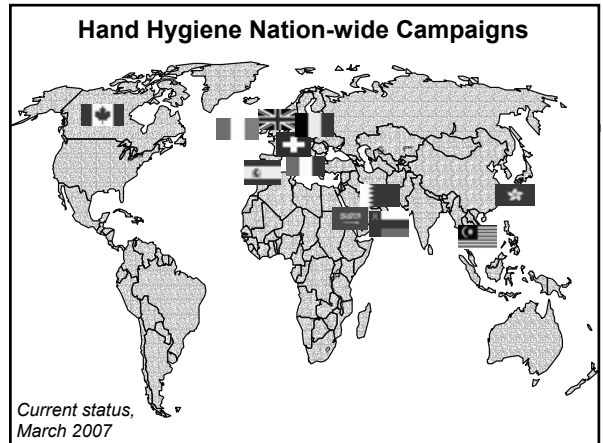 Hand Hygiene Nation-wide Campaigns
Current status,
March 2007